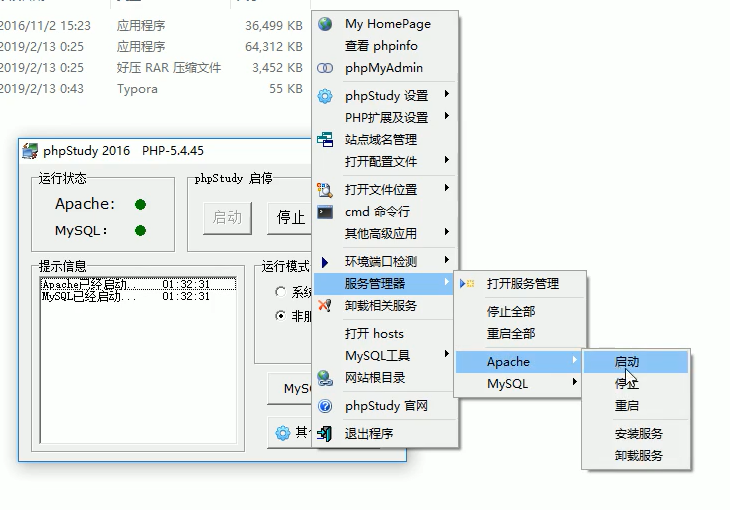 2016/11/2 15:23 应用程序 36,499 KB
2019/2/13 0:25 应用程序 64,312 KB
2019/2/13 0:25 好压 RAR 压缩文件 3,452 KB
2019/2/13 0:43 Typora 55 KB
phpStudy 2016 PHP-5.4.45
运行状态
Apache:
MySQL:
phpStudy 启停
启动
停止
提示信息
Apache已经启动... 01:32:31
MySQL已经启动... 01:32:31
运行模式
系统
非服
MySQ
其他
My HomePage
查看 phpinfo
phpMyAdmin
phpStudy 设置
PHP扩展及设置
站点域名管理
打开配置文件
打开文件位置
cmd 命令行
其他高级应用
环境端口检测
服务管理器
卸载相关服务
打开 hosts
MySQL工具
网站根目录
phpStudy 官网
退出程序
打开服务管理
停止全部
重启全部
Apache
MySQL
启动
停止
重启
安装服务
卸载服务